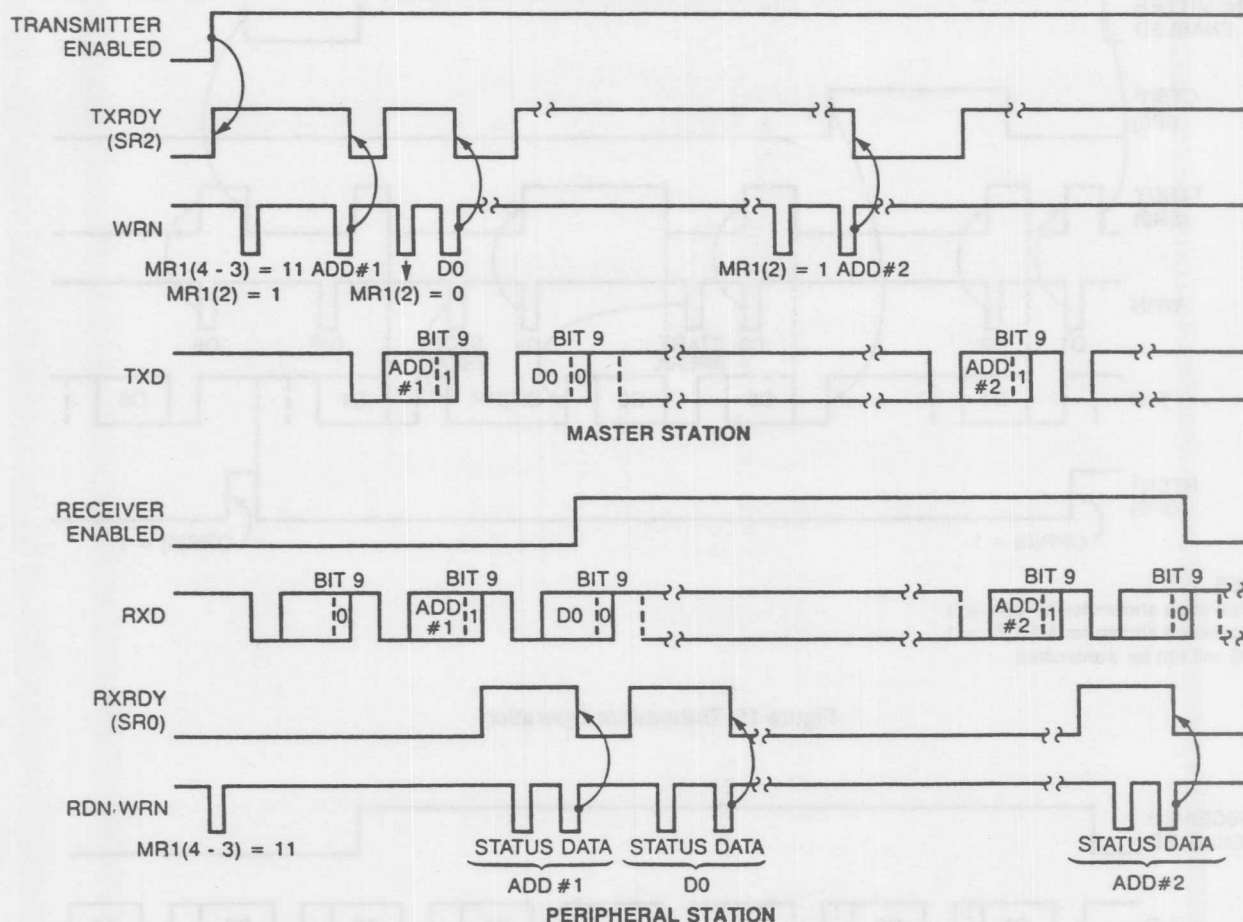 TRANSMITTER
ENABLED
TXRDY
(SR2)
WRN
MR1(4 - 3) = 11 ADD#1 D0 MR1(2) = 1 ADD#2
MR1(2) = 1 MR1(2) = 0
BIT 9 BIT 9
TXD ADD #1 1 D0 0 ADD #2 1
MASTER STATION
RECEIVER
ENABLED
BIT 9 BIT 9 BIT 9 BIT 9 BIT 9
RXD 0 ADD #1 1 D0 0 ADD #2 1 0
RXRDY
(SR0)
RDN·WRN
MR1(4 - 3) = 11 STATUS DATA STATUS DATA STATUS DATA
ADD #1 D0 ADD#2
PERIPHERAL STATION